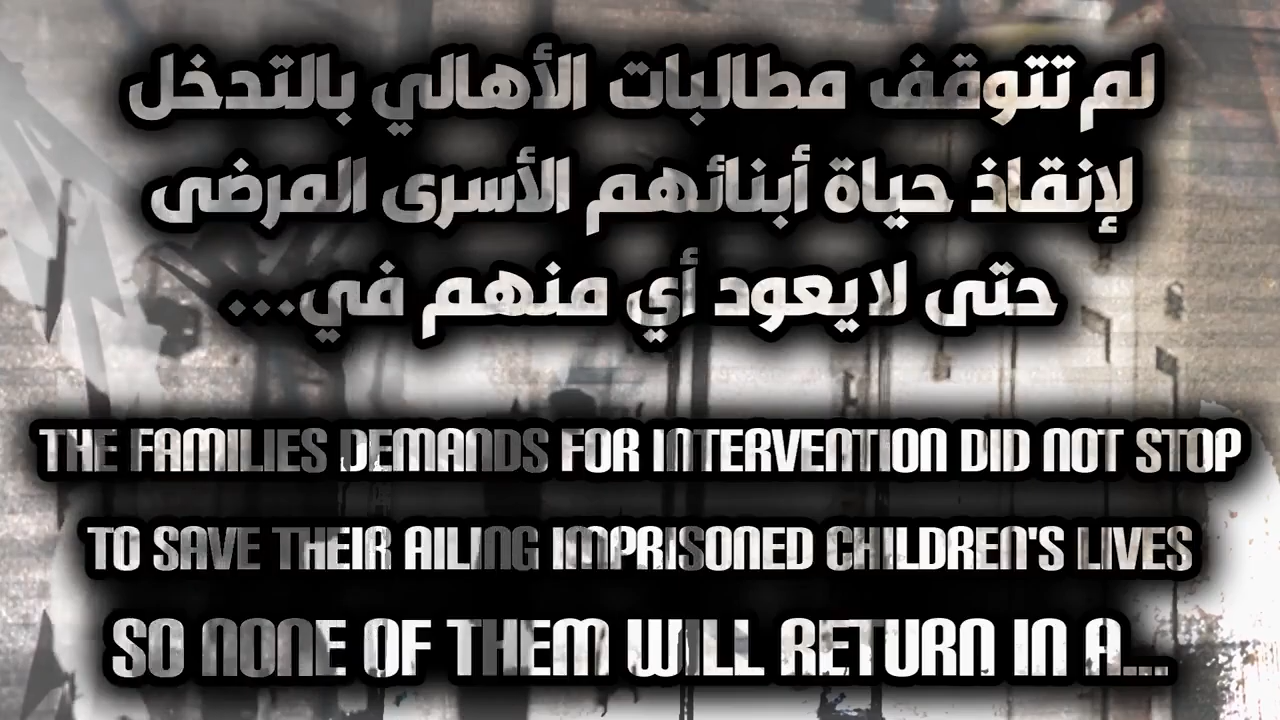 لم تتوقف مطالبات الأهالي بالتدخل
لإنقاذ حياة أبنائهم الأسرى المرضى
حتى لايعود أي منهم في...
THE FAMILIES DEMANDS FOR INTERVENTION DID NOT STOP
TO SAVE THEIR AILING IMPRISONED CHILDREN'S LIVES
SO NONE OF THEM WILL RETURN IN A...